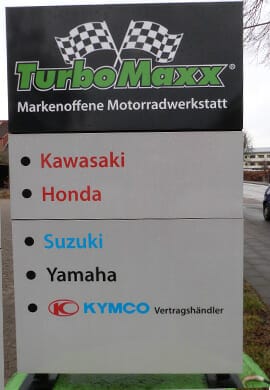 TurboMaxx®
Markenoffene Motorradwerkstatt
• Kawasaki
• Honda
• Suzuki
• Yamaha
• KYMCO Vertragshändler